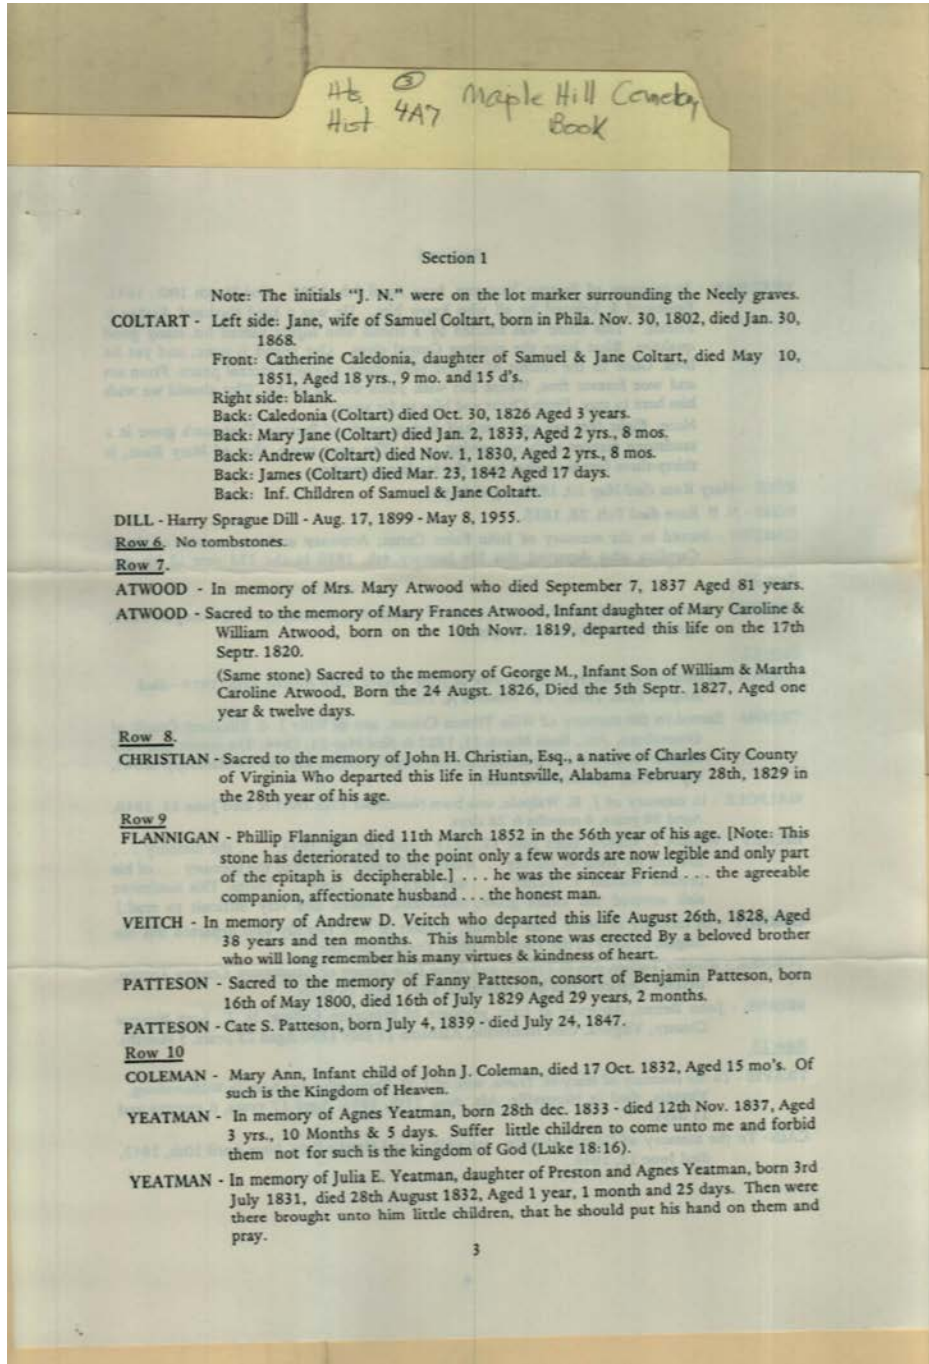 Hts. ③ Maple Hill Cemetery
Hist 4A7 Book
Section 1
Note: The initials "J. N." were on the lot marker surrounding the Neely graves.
COLTART - Left side: Jane, wife of Samuel Coltart, born in Phila. Nov. 30, 1802, died Jan. 30,
1868.
Front: Catherine Caledonia, daughter of Samuel & Jane Coltart, died May 10,
1851, Aged 18 yrs., 9 mo. and 15 d's.
Right side: blank.
Back: Caledonia (Coltart) died Oct. 30, 1826 Aged 3 years.
Back: Mary Jane (Coltart) died Jan. 2, 1833, Aged 2 yrs., 8 mos.
Back: Andrew (Coltart) died Nov. 1, 1830, Aged 2 yrs., 8 mos.
Back: James (Coltart) died Mar. 23, 1842 Aged 17 days.
Back: Inf. Children of Samuel & Jane Coltart.
DILL - Harry Sprague Dill - Aug. 17, 1899 - May 8, 1955.
Row 6. No tombstones.
Row 7.
ATWOOD - In memory of Mrs. Mary Atwood who died September 7, 1837 Aged 81 years.
ATWOOD - Sacred to the memory of Mary Frances Atwood, Infant daughter of Mary Caroline &
William Atwood, born on the 10th Novr. 1819, departed this life on the 17th
Septr. 1820.
(Same stone) Sacred to the memory of George M., Infant Son of William & Martha
Caroline Atwood, Born the 24 Augst. 1826, Died the 5th Septr. 1827, Aged one
year & twelve days.
Row 8.
CHRISTIAN - Sacred to the memory of John H. Christian, Esq., a native of Charles City County
of Virginia Who departed this life in Huntsville, Alabama February 28th, 1829 in
the 28th year of his age.
Row 9
FLANNIGAN - Phillip Flannigan died 11th March 1852 in the 56th year of his age. [Note: This
stone has deteriorated to the point only a few words are now legible and only part
of the epitaph is decipherable.] . . . he was the sincear Friend . . . the agreeable
companion, affectionate husband . . . the honest man.
VEITCH - In memory of Andrew D. Veitch who departed this life August 26th, 1828, Aged
38 years and ten months. This humble stone was erected By a beloved brother
who will long remember his many virtues & kindness of heart.
PATTESON - Sacred to the memory of Fanny Patteson, consort of Benjamin Patteson, born
16th of May 1800, died 16th of July 1829 Aged 29 years, 2 months.
PATTESON - Cate S. Patteson, born July 4, 1839 - died July 24, 1847.
Row 10
COLEMAN - Mary Ann, Infant child of John J. Coleman, died 17 Oct. 1832, Aged 15 mo's. Of
such is the Kingdom of Heaven.
YEATMAN - In memory of Agnes Yeatman, born 28th dec. 1833 - died 12th Nov. 1837, Aged
3 yrs., 10 Months & 5 days. Suffer little children to come unto me and forbid
them not for such is the kingdom of God (Luke 18:16).
YEATMAN - In memory of Julia E. Yeatman, daughter of Preston and Agnes Yeatman, born 3rd
July 1831, died 28th August 1832, Aged 1 year, 1 month and 25 days. Then were
there brought unto him little children, that he should put his hand on them and
pray.
3